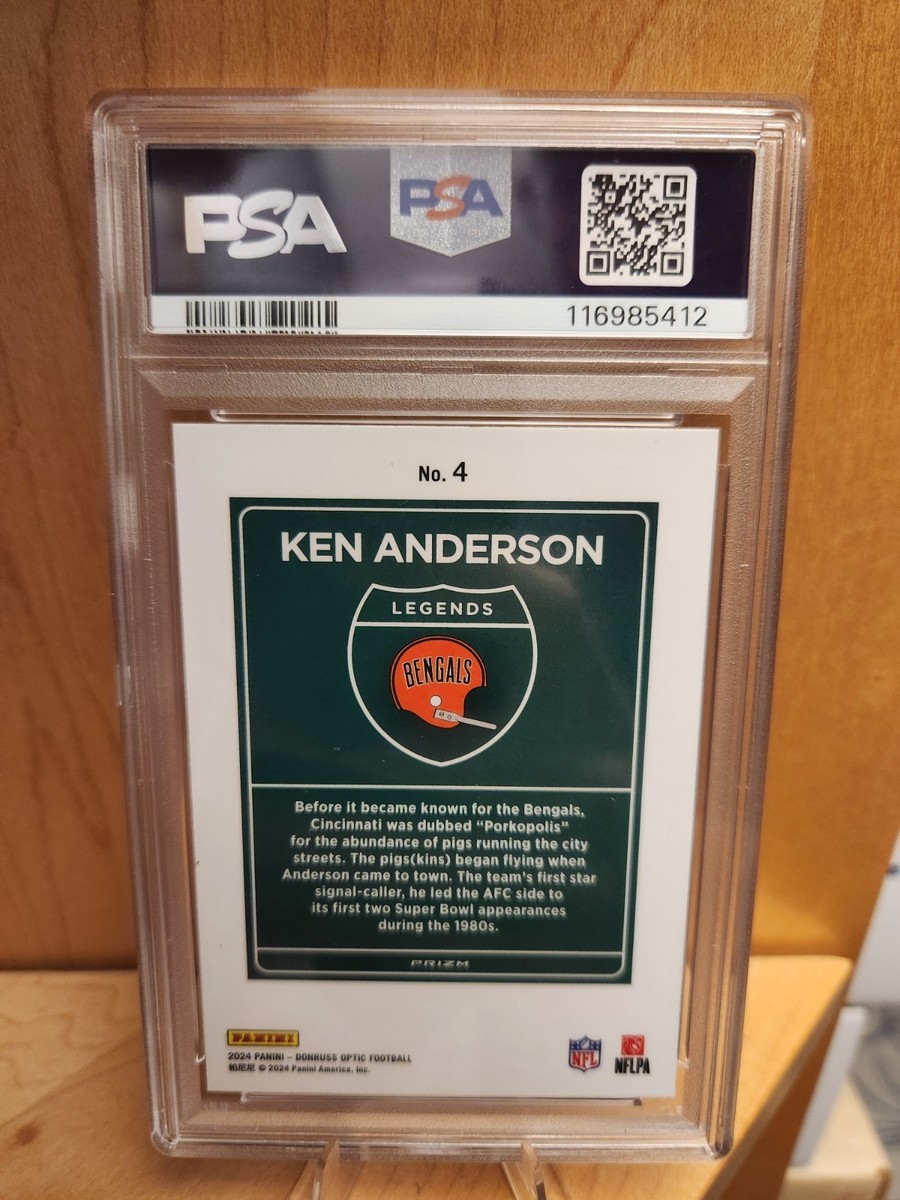 PSA
PSA
116985412
No. 4
KEN ANDERSON
LEGENDS
BENGALS
Before it became known for the Bengals,
Cincinnati was dubbed “Porkopolis”
for the abundance of pigs running the city
streets. The pigs(kins) began flying when
Anderson came to town. The team’s first star
signal-caller, he led the AFC side to
its first two Super Bowl appearances
during the 1980s.
PRIZM
PANINI
2024 PANINI – DONRUSS OPTIC FOOTBALL
帕尼尼 © 2024 Panini America, Inc.
NFL
NFLPA